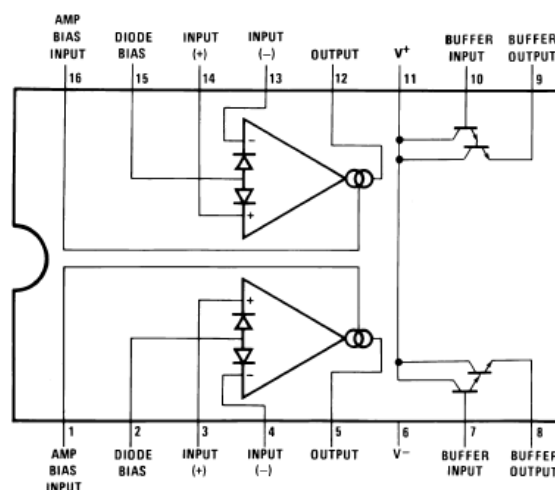 AMP
BIAS
INPUT
DIODE
BIAS
INPUT
(+)
INPUT
(–)
OUTPUT
V+
BUFFER
INPUT
BUFFER
OUTPUT
16 15 14 13 12 11 10 9
–
+
+
–
1 2 3 4 5 6 7 8
AMP
BIAS
INPUT
DIODE
BIAS
INPUT
(+)
INPUT
(–)
OUTPUT
V–
BUFFER
INPUT
BUFFER
OUTPUT